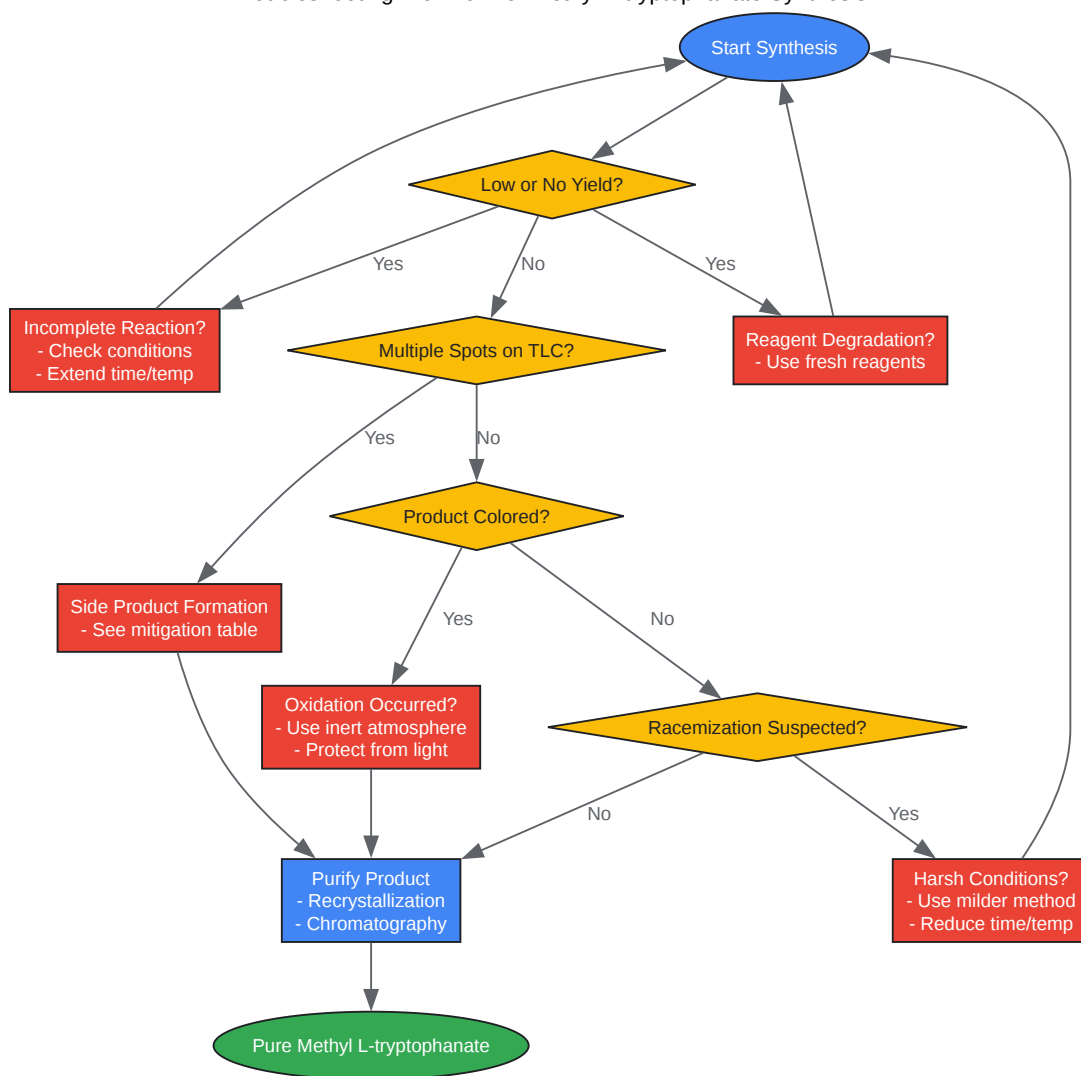 Start Synthesis
Low or No Yield?
Yes
No
Yes
Incomplete Reaction?
- Check conditions
- Extend time/temp
Multiple Spots on TLC?
Reagent Degradation?
- Use fresh reagents
Yes
No
Product Colored?
Side Product Formation
- See mitigation table
Yes
No
Oxidation Occurred?
- Use inert atmosphere
- Protect from light
Racemization Suspected?
No
Yes
Purify Product
- Recrystallization
- Chromatography
Harsh Conditions?
- Use milder method
- Reduce time/temp
Pure Methyl L-tryptophanate